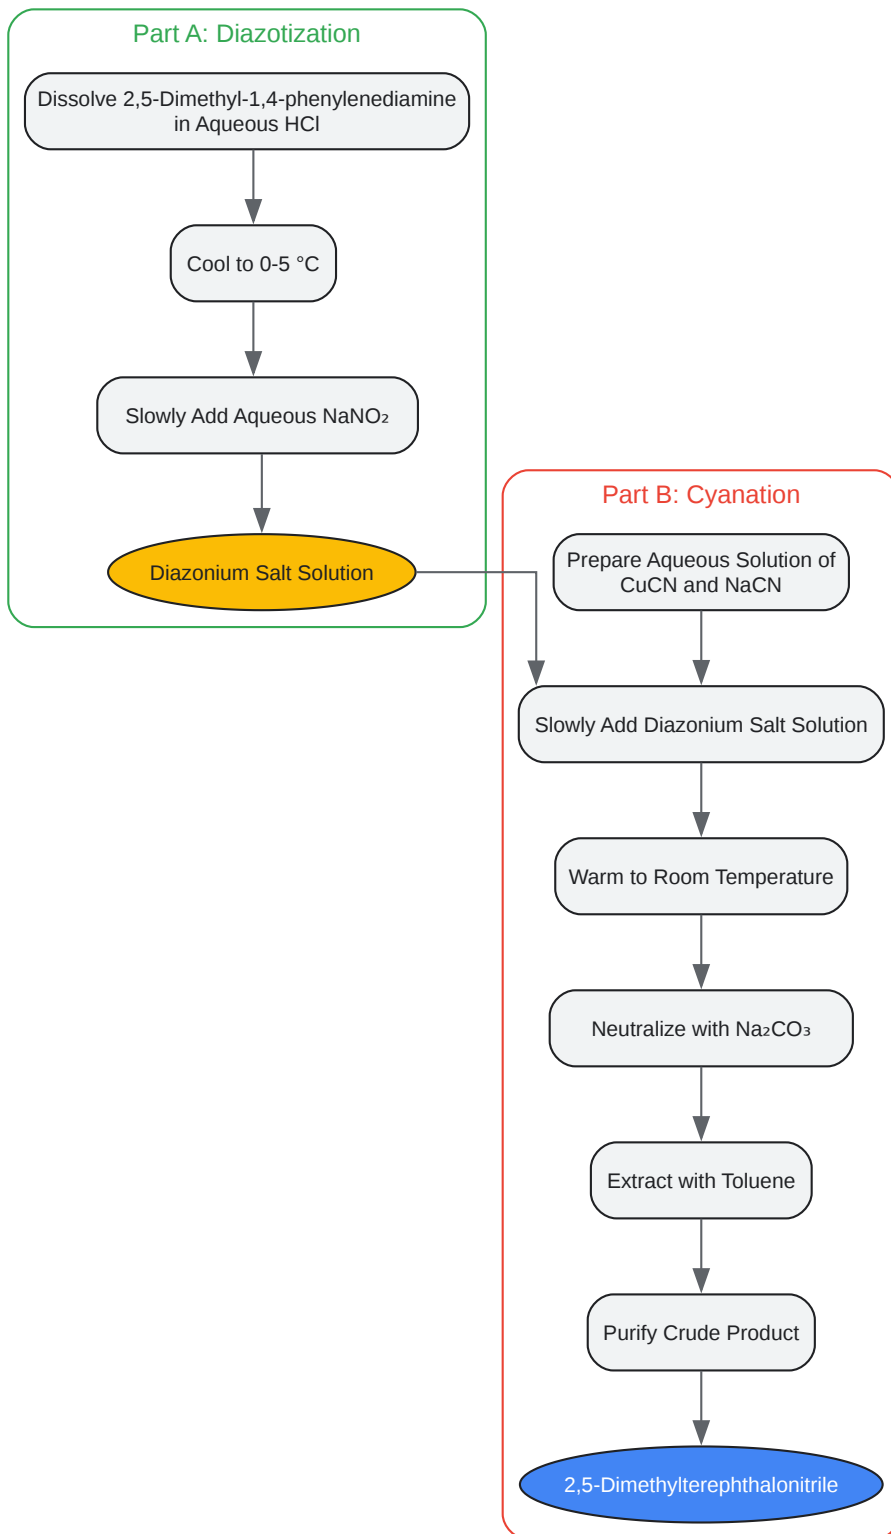 Part A: Diazotization
Dissolve 2,5-Dimethyl-1,4-phenylenediamine
in Aqueous HCl
Cool to 0-5 °C
Slowly Add Aqueous NaNO₂
Diazonium Salt Solution
Part B: Cyanation
Prepare Aqueous Solution of
CuCN and NaCN
Slowly Add Diazonium Salt Solution
Warm to Room Temperature
Neutralize with Na₂CO₃
Extract with Toluene
Purify Crude Product
2,5-Dimethylterephthalonitrile